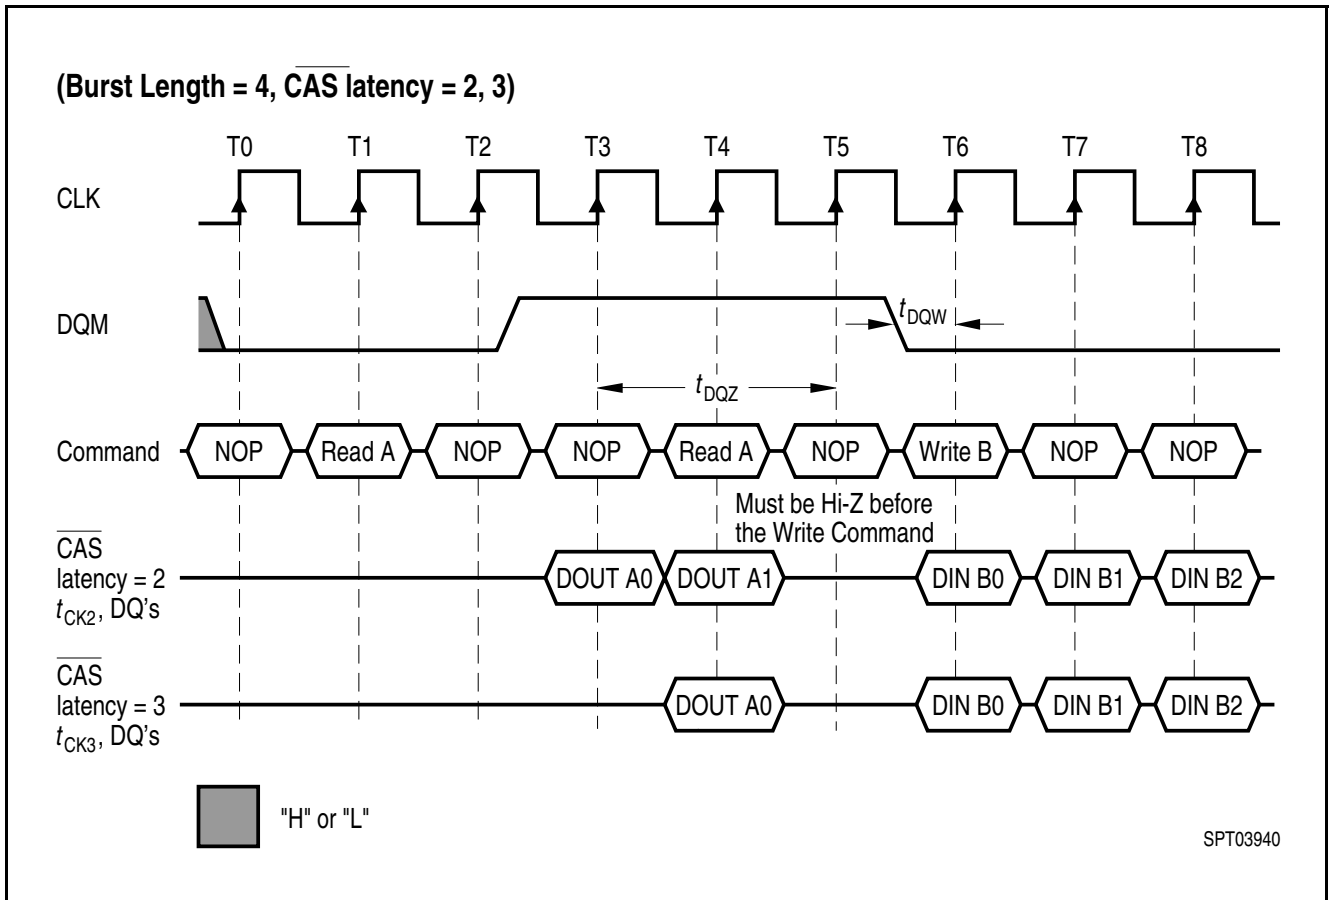 (Burst Length = 4, CAS latency = 2, 3)
T0 T1 T2 T3 T4 T5 T6 T7 T8
CLK
DQM
tDQW
tDQZ
Command NOP Read A NOP NOP Read A NOP Write B NOP NOP
Must be Hi-Z before
the Write Command
CAS
latency = 2
tCK2, DQ's
DOUT A0 DOUT A1 DIN B0 DIN B1 DIN B2
CAS
latency = 3
tCK3, DQ's
DOUT A0 DIN B0 DIN B1 DIN B2
"H" or "L"
SPT03940